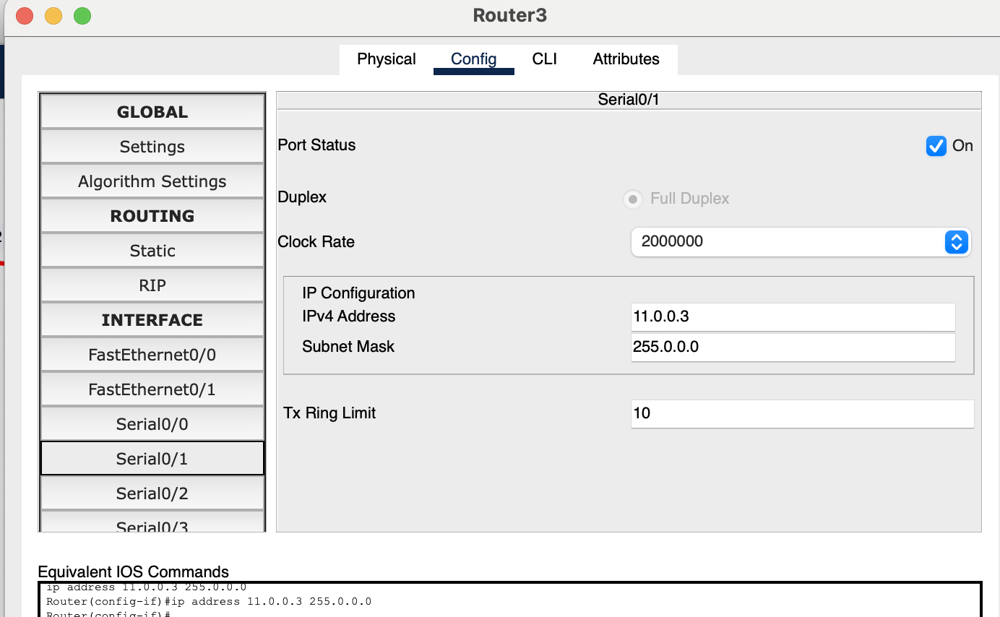 Router3
Physical Config CLI Attributes
GLOBAL
Settings
Algorithm Settings
ROUTING
Static
RIP
INTERFACE
FastEthernet0/0
FastEthernet0/1
Serial0/0
Serial0/1
Serial0/2
Serial0/3
Serial0/1
Port Status On
Duplex Full Duplex
Clock Rate 2000000
IP Configuration
IPv4 Address 11.0.0.3
Subnet Mask 255.0.0.0
Tx Ring Limit 10
Equivalent IOS Commands
ip address 11.0.0.3 255.0.0.0
Router(config-if)#ip address 11.0.0.3 255.0.0.0
Router(config-if)#